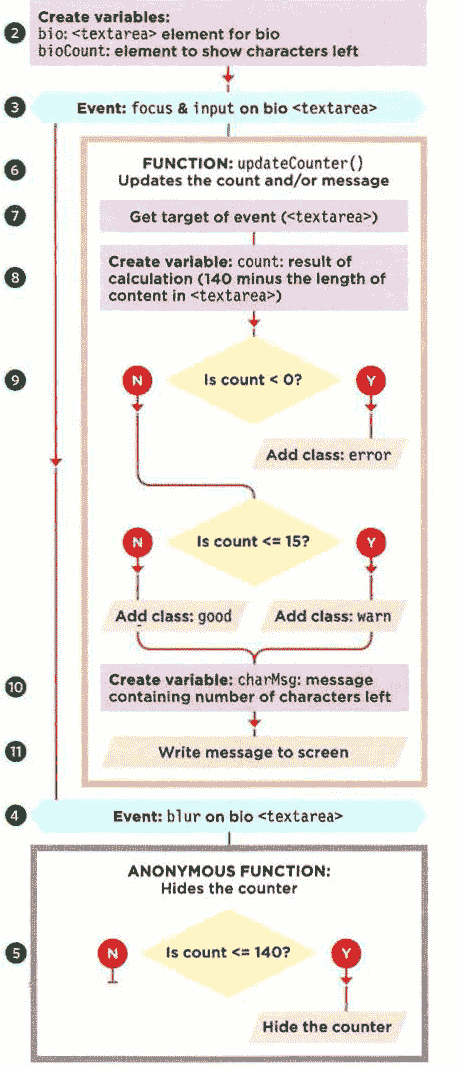 2
Create variables:
bio: <textarea> element for bio
bioCount: element to show characters left
3
Event: focus & input on bio <textarea>
6
FUNCTION: updateCounter()
Updates the count and/or message
7
Get target of event (<textarea>)
8
Create variable: count: result of
calculation (140 minus the length of
content in <textarea>)
9
N
Is count < 0?
Y
Add class: error
N
Is count <= 15?
Y
Add class: good
Add class: warn
10
Create variable: charMsg: message
containing number of characters left
11
Write message to screen
4
Event: blur on bio <textarea>
ANONYMOUS FUNCTION:
Hides the counter
5
N
Is count <= 140?
Y
Hide the counter